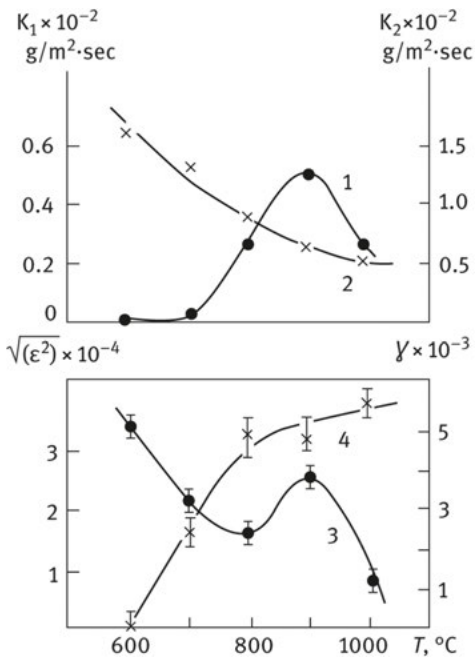 K₁ × 10⁻² K₂ × 10⁻²
g/m²·sec g/m²·sec
0.6 1.5
1
0.4 1.0
0.2 0.5
2
0
√(ε²) × 10⁻⁴ γ × 10⁻³
4 5
3
2 3
3
1 1
600 800 1000 T, °C